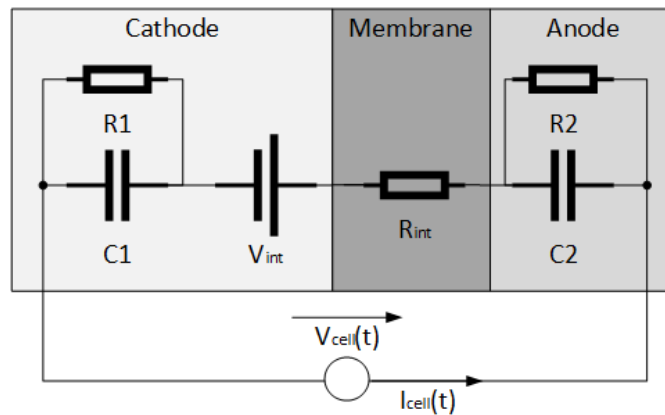 Cathode
Membrane
Anode
R1
R2
C1
Vint
Rint
C2
Vcell(t)
Icell(t)